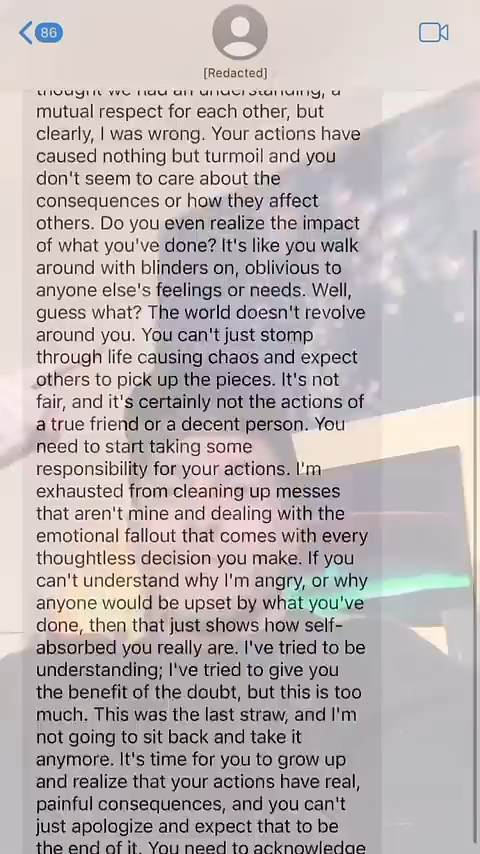 86
[Redacted]
thought we had an understanding, a
mutual respect for each other, but
clearly, I was wrong. Your actions have
caused nothing but turmoil and you
don't seem to care about the
consequences or how they affect
others. Do you even realize the impact
of what you've done? It's like you walk
around with blinders on, oblivious to
anyone else's feelings or needs. Well,
guess what? The world doesn't revolve
around you. You can't just stomp
through life causing chaos and expect
others to pick up the pieces. It's not
fair, and it's certainly not the actions of
a true friend or a decent person. You
need to start taking some
responsibility for your actions. I'm
exhausted from cleaning up messes
that aren't mine and dealing with the
emotional fallout that comes with every
thoughtless decision you make. If you
can't understand why I'm angry, or why
anyone would be upset by what you've
done, then that just shows how self-
absorbed you really are. I've tried to be
understanding; I've tried to give you
the benefit of the doubt, but this is too
much. This was the last straw, and I'm
not going to sit back and take it
anymore. It's time for you to grow up
and realize that your actions have real,
painful consequences, and you can't
just apologize and expect that to be
the end of it. You need to acknowledge